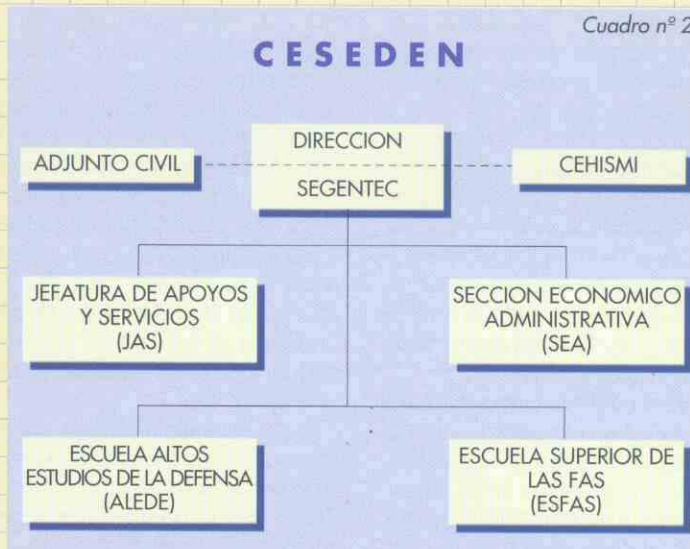 Cuadro nº 2
CESEDEN
DIRECCION
ADJUNTO CIVIL
CEHISMI
SEGENTEC
JEFATURA DE APOYOS
Y SERVICIOS
(JAS)
SECCION ECONOMICO
ADMINISTRATIVA
(SEA)
ESCUELA ALTOS
ESTUDIOS DE LA DEFENSA
(ALEDE)
ESCUELA SUPERIOR DE
LAS FAS
(ESFAS)